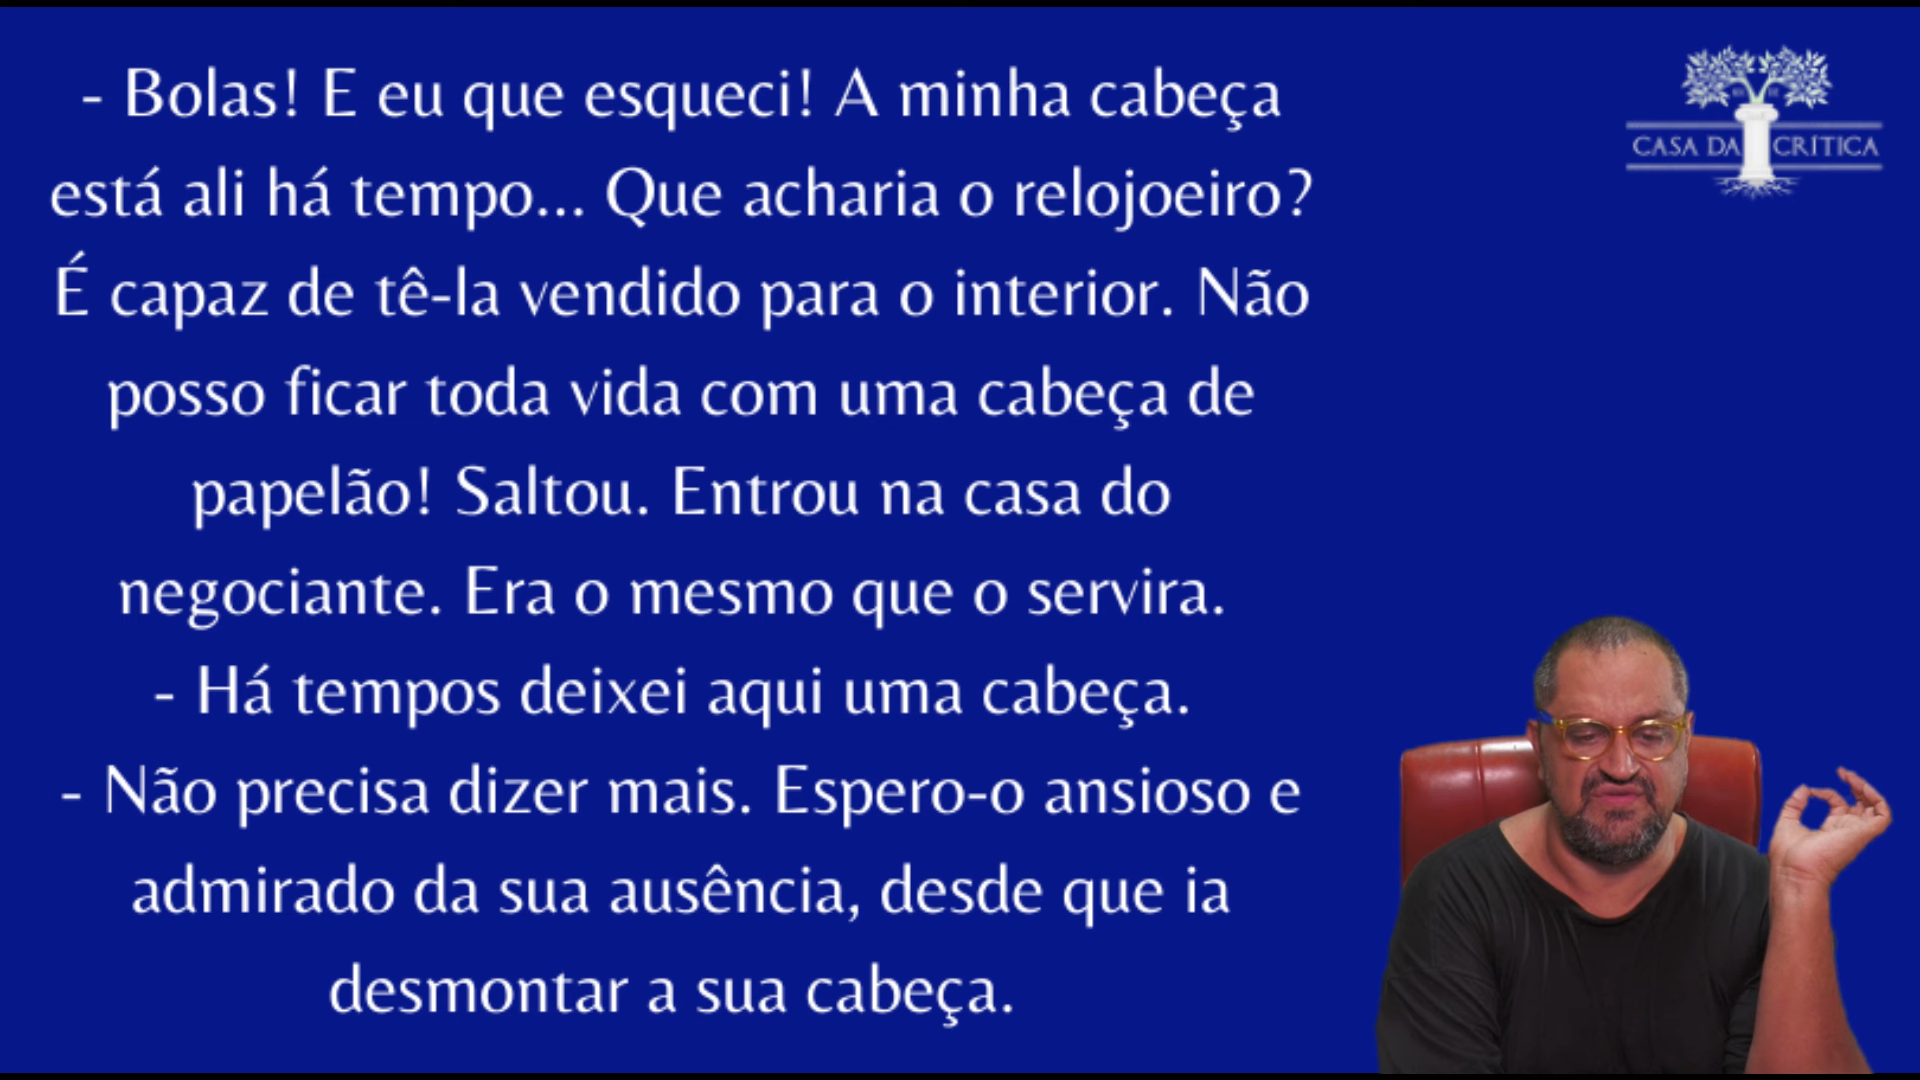 - Bolas! E eu que esqueci! A minha cabeça
está ali há tempo... Que acharia o relojoeiro?
É capaz de tê-la vendido para o interior. Não
posso ficar toda vida com uma cabeça de
papelão! Saltou. Entrou na casa do
negociante. Era o mesmo que o servira.
- Há tempos deixei aqui uma cabeça.
- Não precisa dizer mais. Espero-o ansioso e
admirado da sua ausência, desde que ia
desmontar a sua cabeça.
CASA DA CRÍTICA